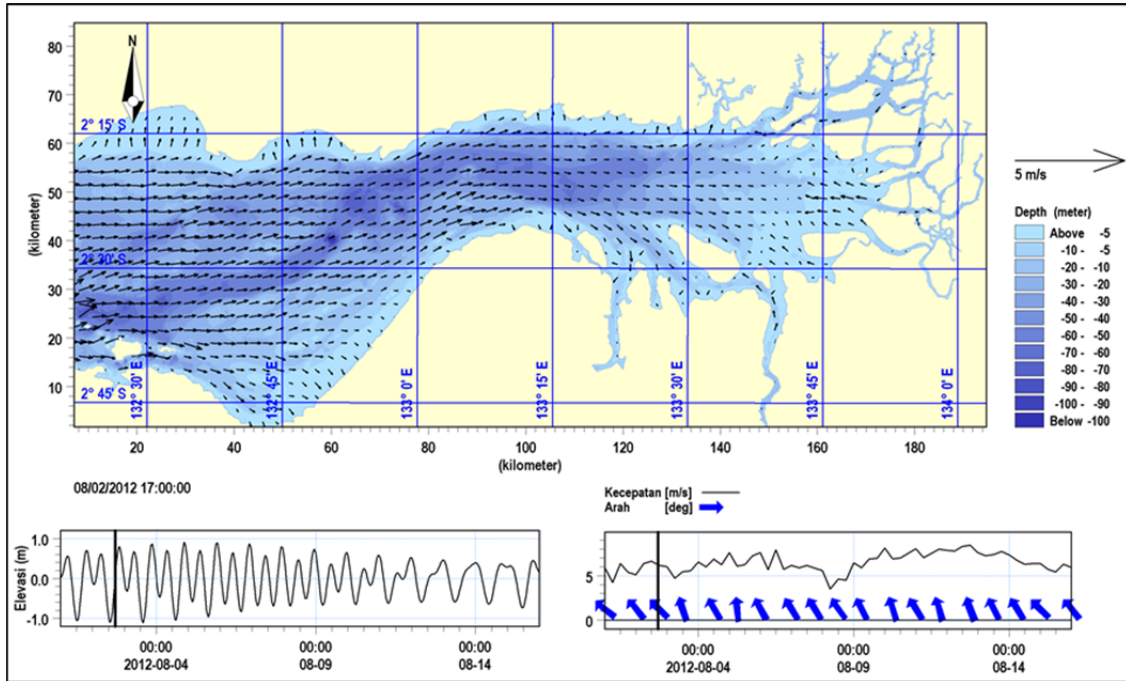 80
70
60
50
40
30
20
10
(kilometer)
N
2° 15' S
2° 30' S
2° 45' S
132° 30' E
132° 45' E
133° 0' E
133° 15' E
133° 30' E
133° 45' E
134° 0' E
20 40 60 80 100 120 140 160 180
(kilometer)
5 m/s
Depth (meter)
Above -5
-10 - -5
-20 - -10
-30 - -20
-40 - -30
-50 - -40
-60 - -50
-70 - -60
-80 - -70
-90 - -80
-100 - -90
Below -100
08/02/2012 17:00:00
Elevasi (m)
1.0
0.0
-1.0
00:00 00:00 00:00
2012-08-04 08-09 08-14
Kecepatan [m/s]
Arah [deg]
5
0
00:00 00:00 00:00
2012-08-04 08-09 08-14